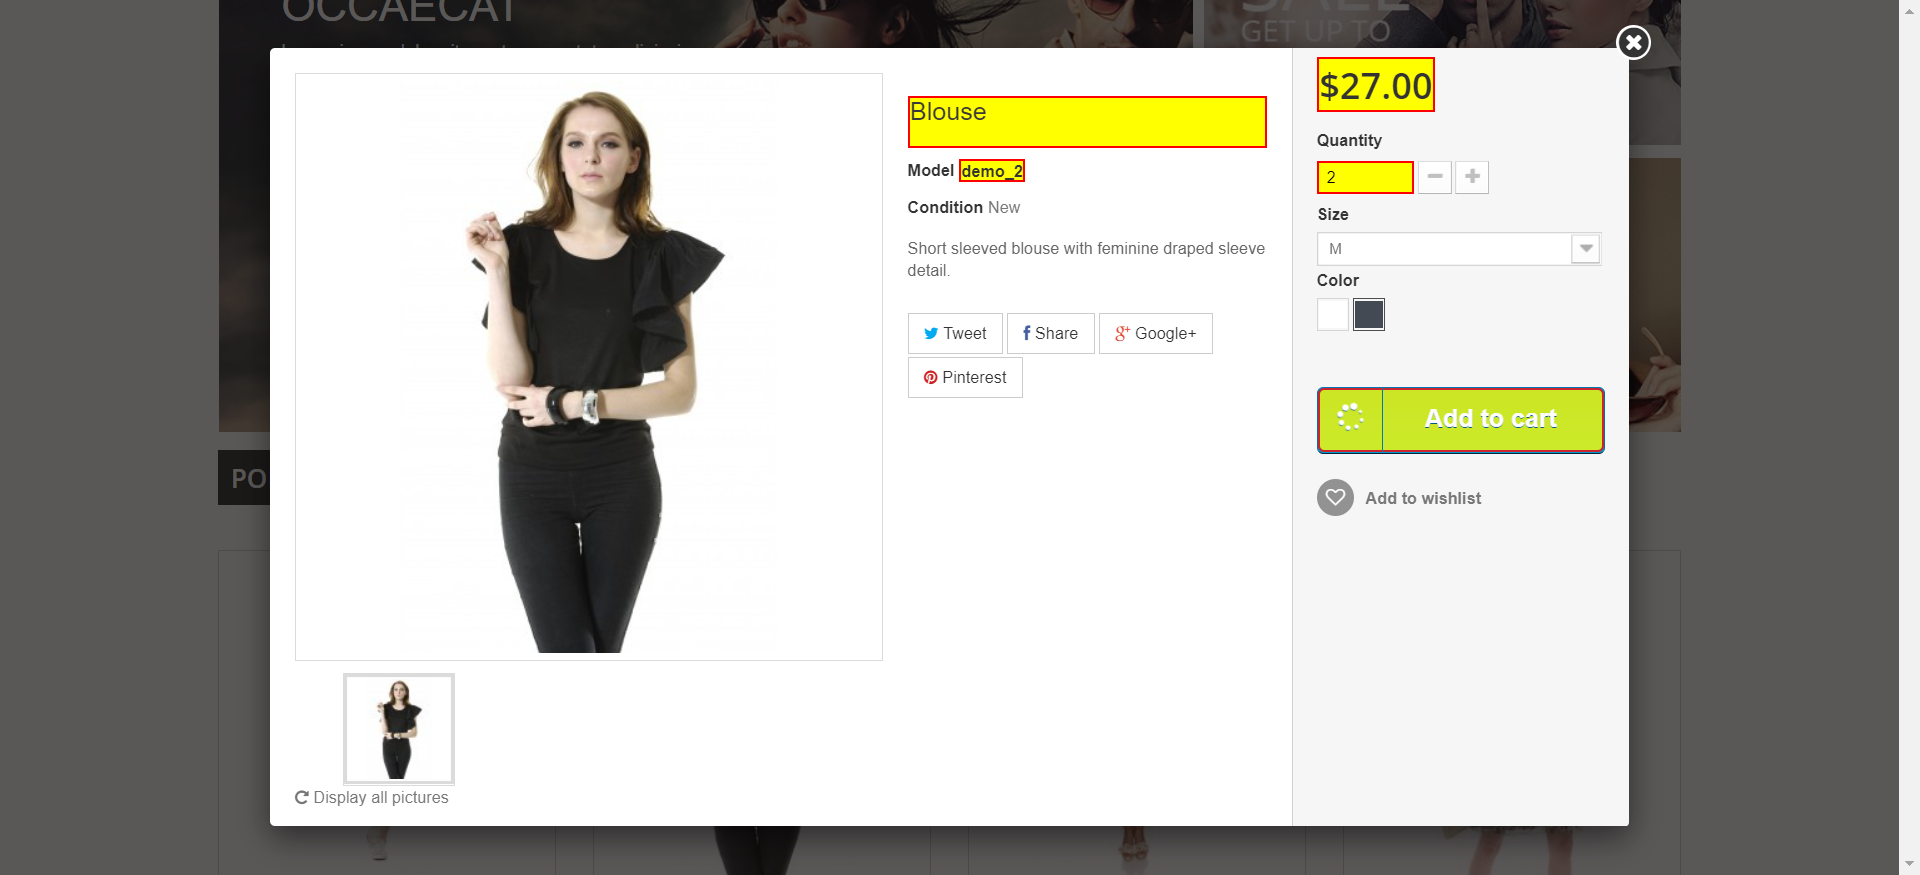 OCCAECAT
GET UP TO
$27.00
Blouse
Quantity
Model demo_2
2
Condition New
Size
Short sleeved blouse with feminine draped sleeve
detail.
M
Color
Tweet
Share
Google+
Pinterest
Add to cart
PO
Add to wishlist
Display all pictures